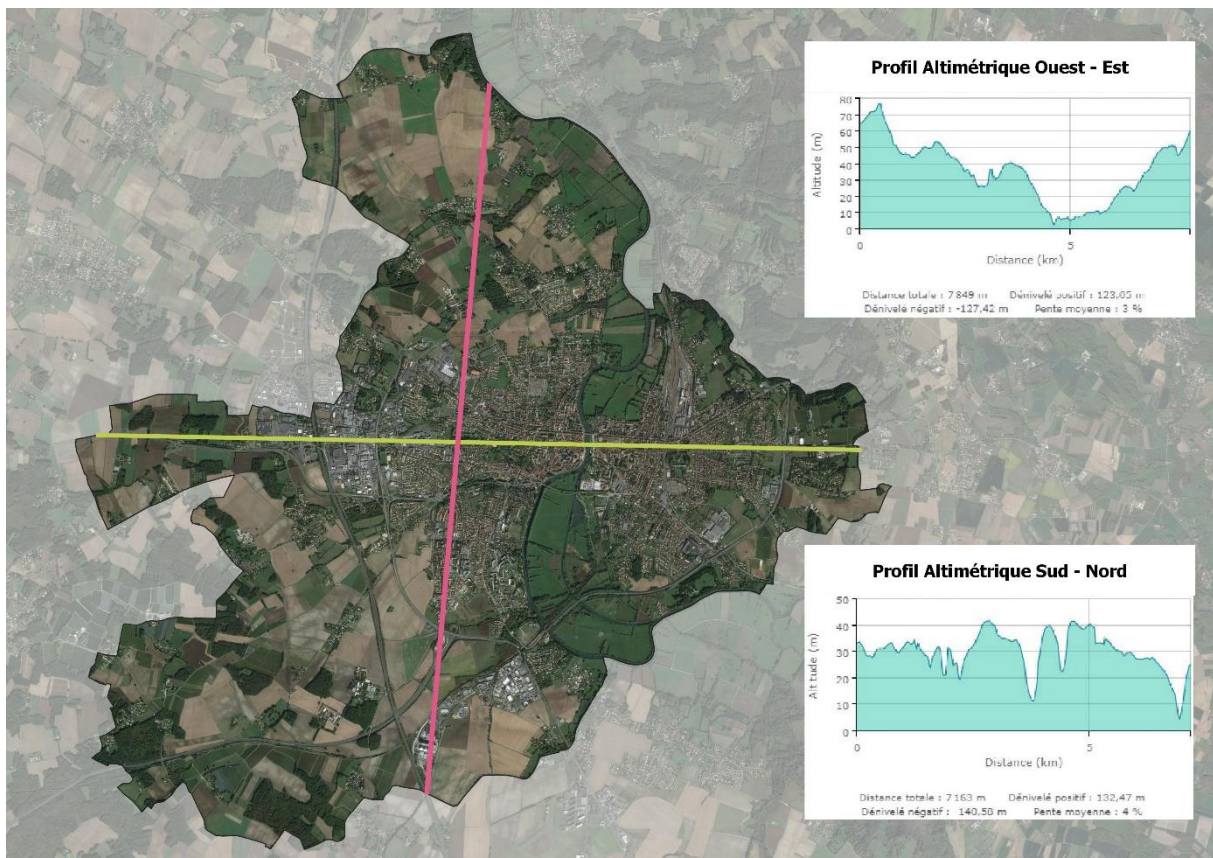 Profil Altimétrique Ouest - Est
80
70
60
50
40
30
20
10
0
Altitude (m)
0
5
Distance (km)
Distance totale : 7 849 m Dénivelé positif : 123,05 m
Dénivelé négatif : -127,42 m Pente moyenne : 3 %
Profil Altimétrique Sud - Nord
50
40
30
20
10
0
Altitude (m)
0
5
Distance (km)
Distance totale : 7 163 m Dénivelé positif : 132,47 m
Dénivelé négatif : 140,58 m Pente moyenne : 4 %